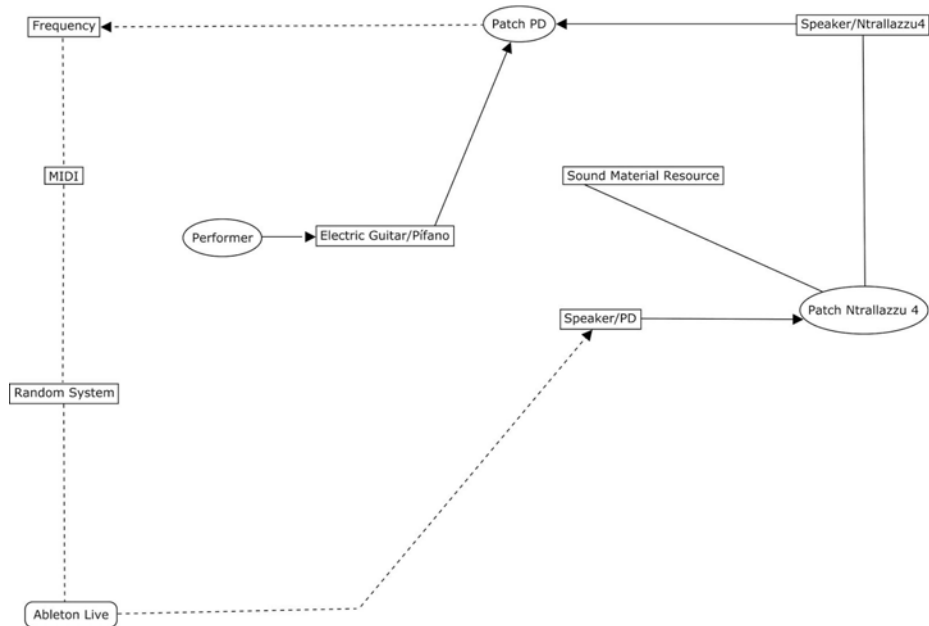 Frequency
Patch PD
Speaker/Ntrallazzu4
MIDI
Sound Material Resource
Performer
Electric Guitar/Pífano
Patch Ntrallazzu 4
Speaker/PD
Random System
Ableton Live